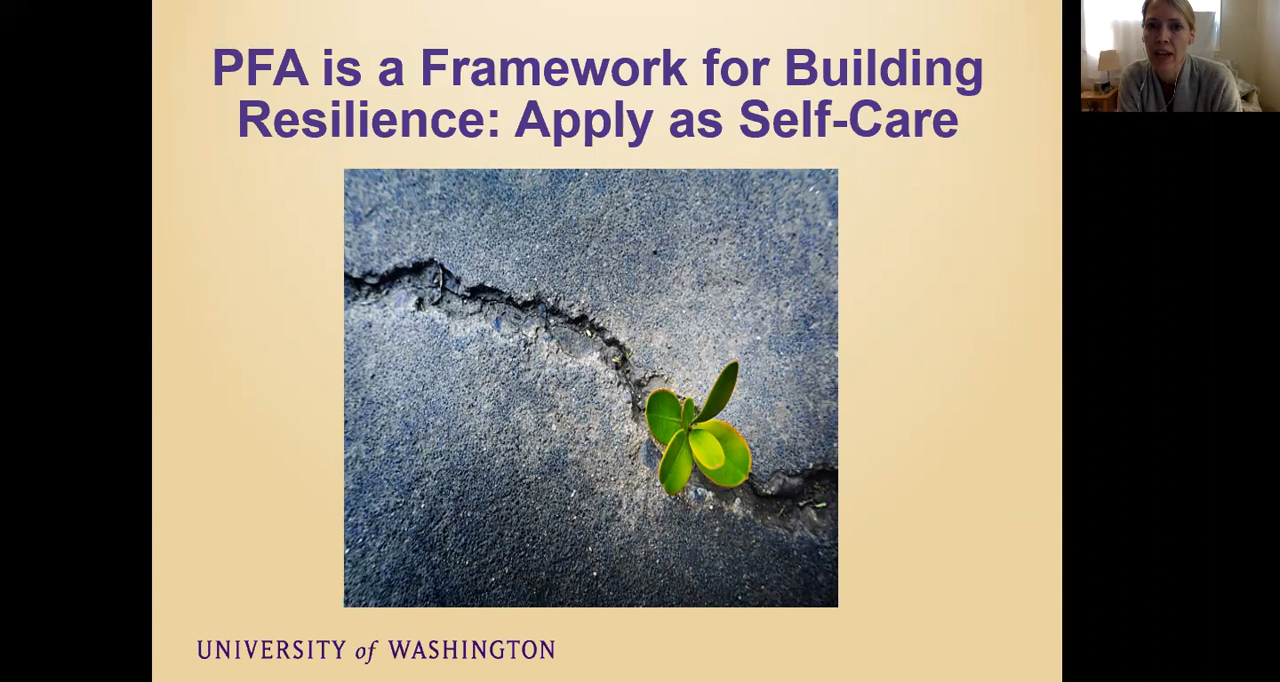 PFA is a Framework for Building
Resilience: Apply as Self-Care
UNIVERSITY of WASHINGTON